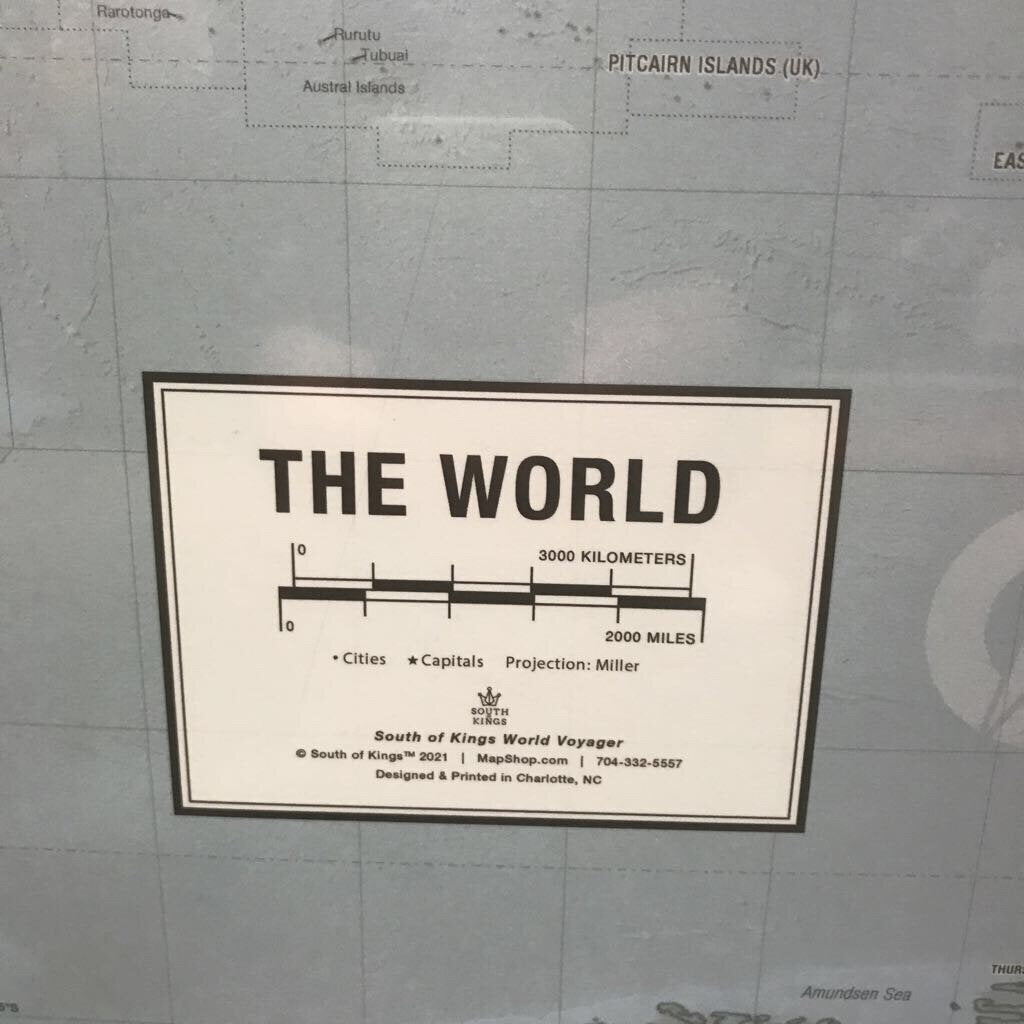 Rarotonga
Rurutu
Tubuai
Austral Islands
PITCAIRN ISLANDS (UK)
THE WORLD
0
3000 KILOMETERS
0
2000 MILES
• Cities ★ Capitals Projection: Miller
SOUTH
KINGS
South of Kings World Voyager
© South of Kings™ 2021 | MapShop.com | 704-332-5557
Designed & Printed in Charlotte, NC
Amundsen Sea